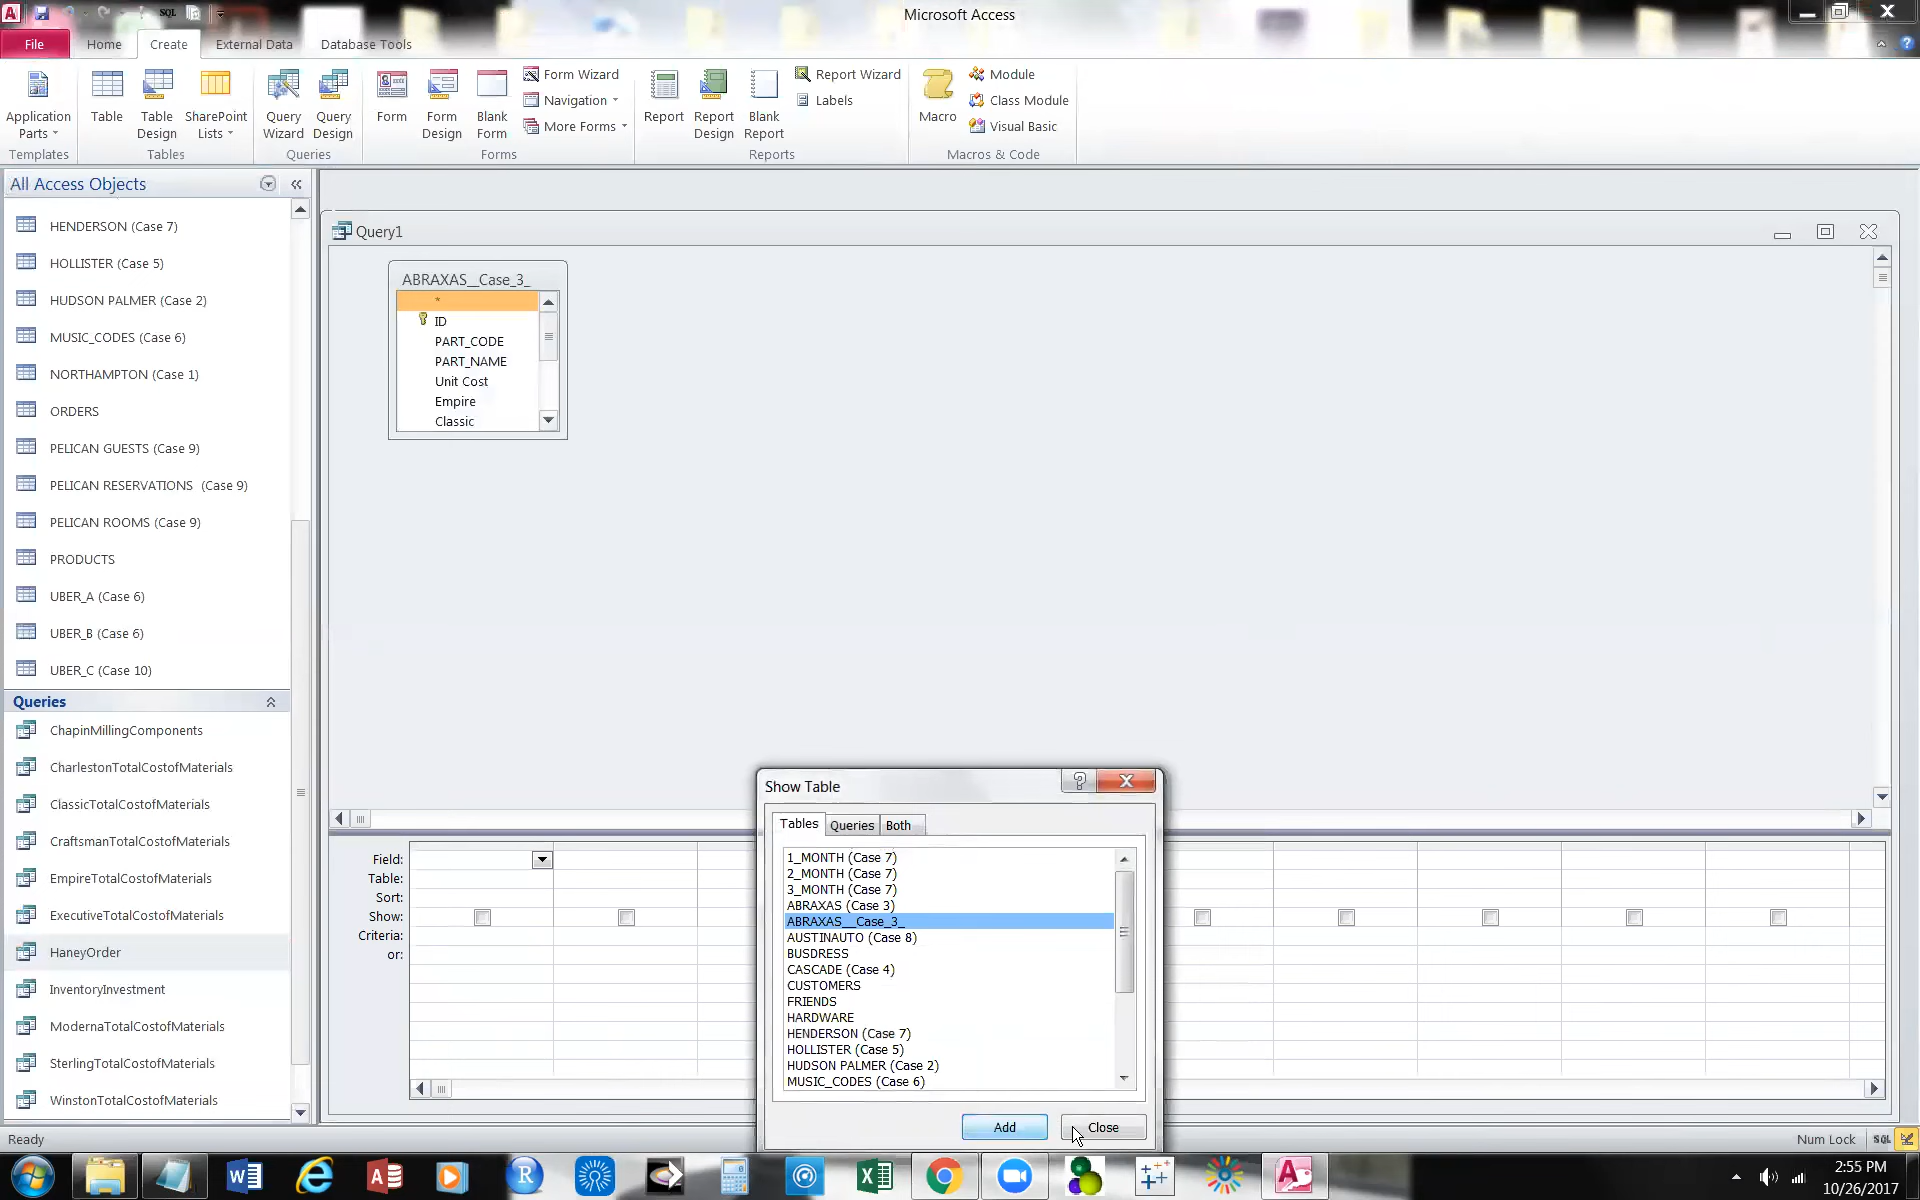 SQL
Microsoft Access
File
Home
Create
External Data
Database Tools
Application Parts
Table
Table Design
SharePoint Lists
Query Wizard
Query Design
Form
Form Design
Blank Form
Form Wizard
Navigation
More Forms
Report
Report Design
Blank Report
Report Wizard
Labels
Macro
Module
Class Module
Visual Basic
Templates
Tables
Queries
Forms
Reports
Macros & Code
All Access Objects
HENDERSON (Case 7)
HOLLISTER (Case 5)
HUDSON PALMER (Case 2)
MUSIC_CODES (Case 6)
NORTHAMPTON (Case 1)
ORDERS
PELICAN GUESTS (Case 9)
PELICAN RESERVATIONS (Case 9)
PELICAN ROOMS (Case 9)
PRODUCTS
UBER_A (Case 6)
UBER_B (Case 6)
UBER_C (Case 10)
Queries
ChapinMillingComponents
CharlestonTotalCostofMaterials
ClassicTotalCostofMaterials
CraftsmanTotalCostofMaterials
EmpireTotalCostofMaterials
ExecutiveTotalCostofMaterials
HaneyOrder
InventoryInvestment
ModernaTotalCostofMaterials
SterlingTotalCostofMaterials
WinstonTotalCostofMaterials
Query1
ABRAXAS__Case_3_
*
ID
PART_CODE
PART_NAME
Unit Cost
Empire
Classic
Field:
Table:
Sort:
Show:
Criteria:
or:
Show Table
Tables
Queries
Both
1_MONTH (Case 7)
2_MONTH (Case 7)
3_MONTH (Case 7)
ABRAXAS (Case 3)
ABRAXAS__Case_3_
AUSTINAUTO (Case 8)
BUSDRESS
CASCADE (Case 4)
CUSTOMERS
FRIENDS
HARDWARE
HENDERSON (Case 7)
HOLLISTER (Case 5)
HUDSON PALMER (Case 2)
MUSIC_CODES (Case 6)
Add
Close
Ready
Num Lock
SQL
2:55 PM
10/26/2017